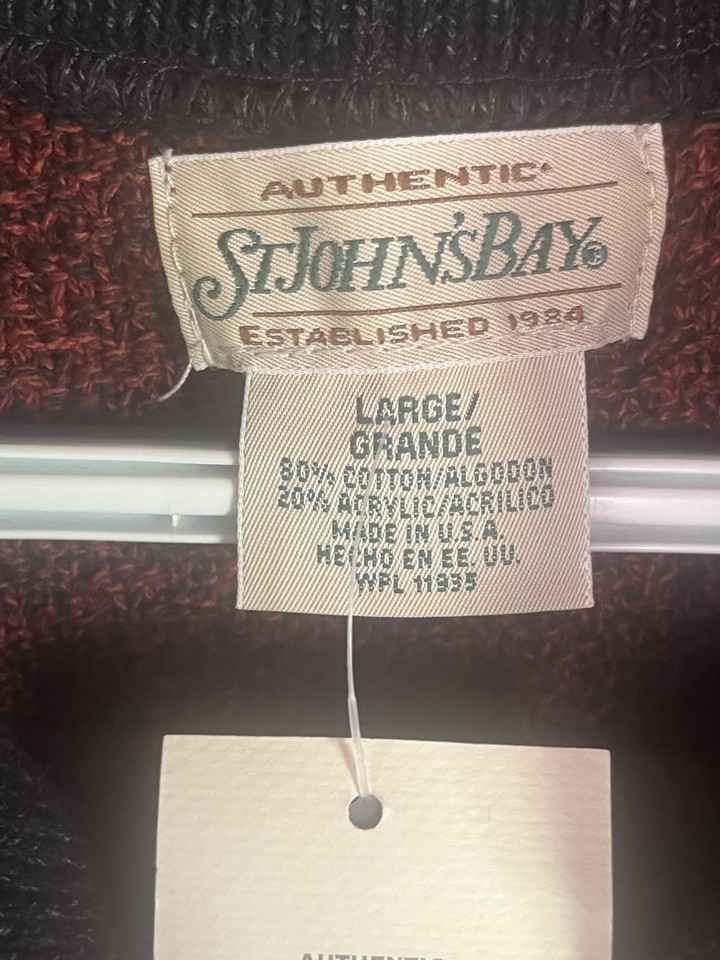 AUTHENTIC
ST JOHN'S BAY®
ESTABLISHED 1984
LARGE/
GRANDE
80% COTTON/ALGODON
20% ACRYLIC/ACRILICO
MADE IN U.S.A.
HECHO EN EE. UU.
WPL 11935
AUTHENTIC